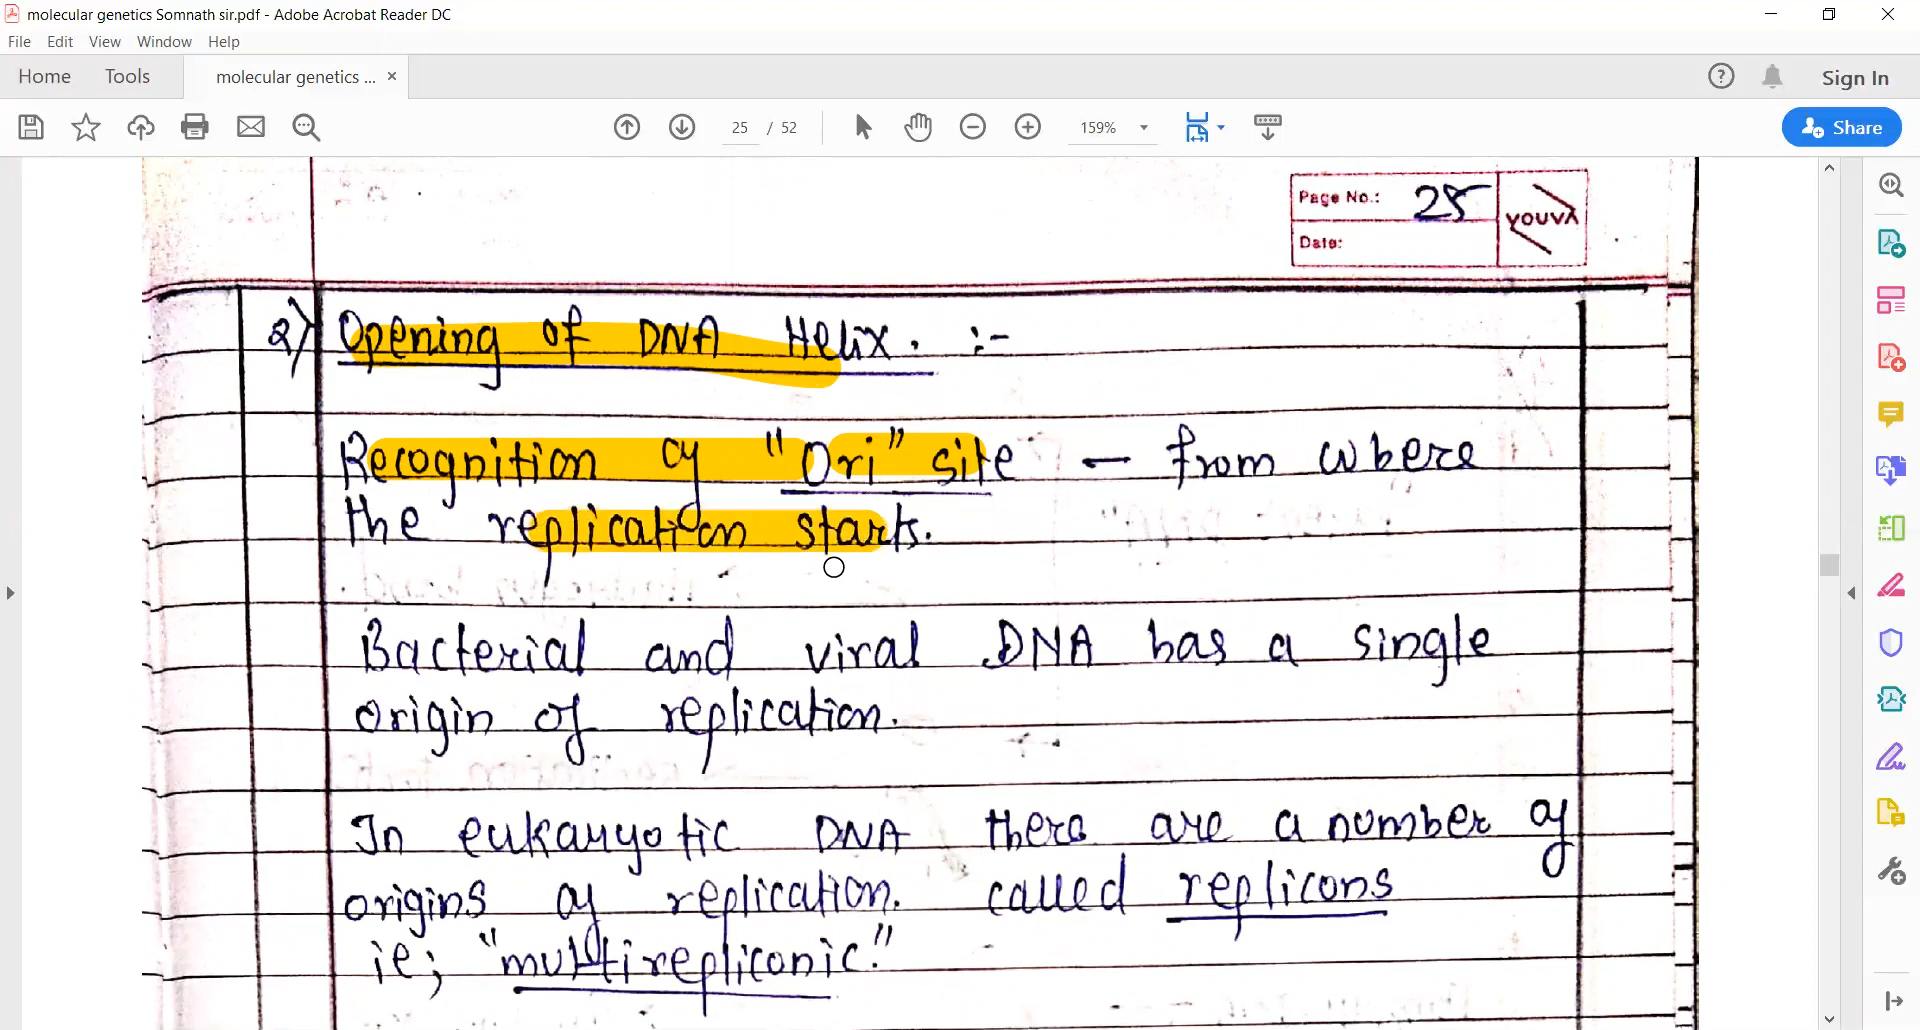 molecular genetics Somnath sir.pdf - Adobe Acrobat Reader DC
File Edit View Window Help
Home Tools molecular genetics ... × Sign In
25 / 52 159% Share
Page No.: 25
YOUVA
Date:
2) Opening of DNA Helix. :-
Recognition of "Ori" site - from where
the replication starts.
Bacterial and viral DNA has a single
origin of replication.
In eukaryotic DNA there are a number of
origins of replication. called replicons
ie; "multirepliconic."